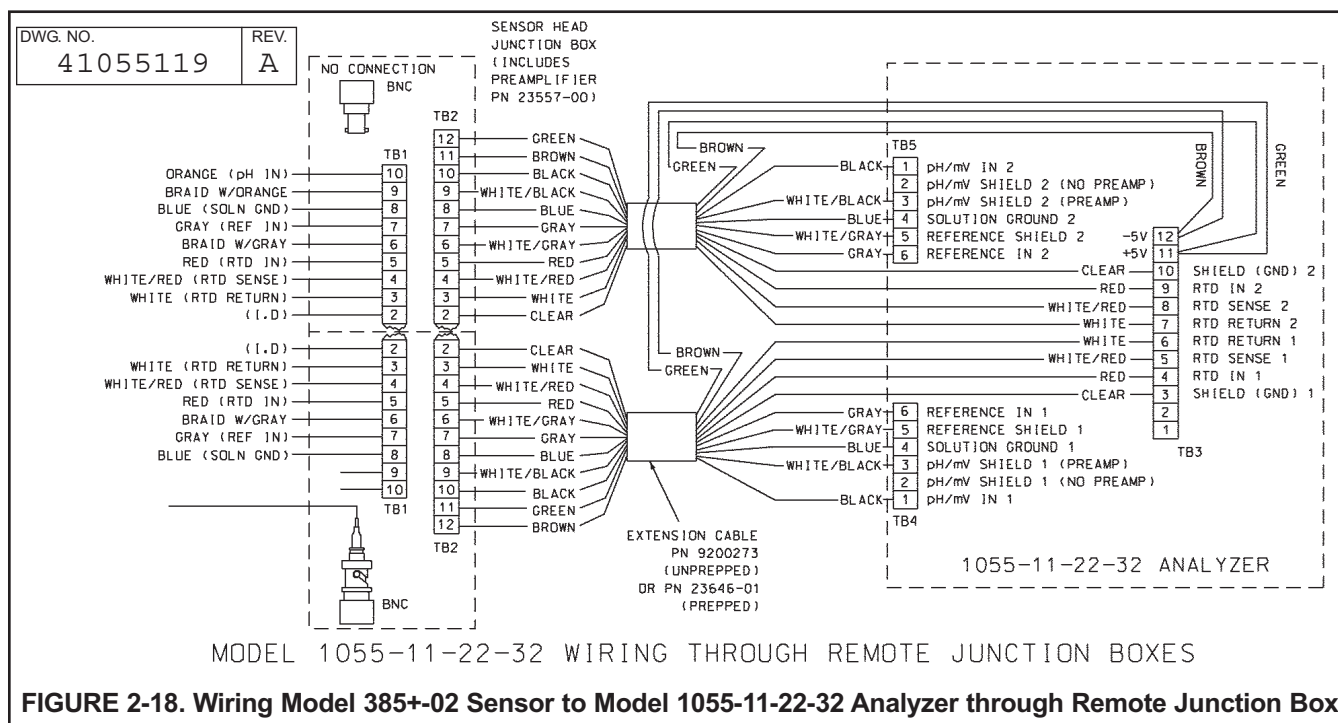 DWG. NO.
REV.
41055119
A
NO CONNECTION
BNC
SENSOR HEAD
JUNCTION BOX
(INCLUDES
PREAMPLIFIER
PN 23557-00)
TB1
10
9
8
7
6
5
4
3
2
ORANGE (pH IN)
BRAID W/ORANGE
BLUE (SOLN GND)
GRAY (REF IN)
BRAID W/GRAY
RED (RTD IN)
WHITE/RED (RTD SENSE)
WHITE (RTD RETURN)
(I.D)
TB2
12
11
10
9
8
7
6
5
4
3
2
GREEN
BROWN
BLACK
WHITE/BLACK
BLUE
GRAY
WHITE/GRAY
RED
WHITE/RED
WHITE
CLEAR
(I.D)
WHITE (RTD RETURN)
WHITE/RED (RTD SENSE)
RED (RTD IN)
BRAID W/GRAY
GRAY (REF IN)
BLUE (SOLN GND)
2
3
4
5
6
7
8
9
10
TB1
2
3
4
5
6
7
8
9
10
11
12
TB2
CLEAR
WHITE
WHITE/RED
RED
WHITE/GRAY
GRAY
BLUE
WHITE/BLACK
BLACK
GREEN
BROWN
BNC
BROWN
GREEN
BROWN
GREEN
EXTENSION CABLE
PN 9200273
(UNPREPPED)
OR PN 23646-01
(PREPPED)
TB5
BLACK 1 pH/mV IN 2
2 pH/mV SHIELD 2 (NO PREAMP)
WHITE/BLACK 3 pH/mV SHIELD 2 (PREAMP)
BLUE 4 SOLUTION GROUND 2
WHITE/GRAY 5 REFERENCE SHIELD 2
GRAY 6 REFERENCE IN 2
BROWN
GREEN
-5V 12
+5V 11
CLEAR 10 SHIELD (GND) 2
RED 9 RTD IN 2
WHITE/RED 8 RTD SENSE 2
WHITE 7 RTD RETURN 2
WHITE 6 RTD RETURN 1
WHITE/RED 5 RTD SENSE 1
RED 4 RTD IN 1
CLEAR 3 SHIELD (GND) 1
2
1
TB3
GRAY 6 REFERENCE IN 1
WHITE/GRAY 5 REFERENCE SHIELD 1
BLUE 4 SOLUTION GROUND 1
WHITE/BLACK 3 pH/mV SHIELD 1 (PREAMP)
2 pH/mV SHIELD 1 (NO PREAMP)
BLACK 1 pH/mV IN 1
TB4
1055-11-22-32 ANALYZER
MODEL 1055-11-22-32 WIRING THROUGH REMOTE JUNCTION BOXES
FIGURE 2-18. Wiring Model 385+-02 Sensor to Model 1055-11-22-32 Analyzer through Remote Junction Box